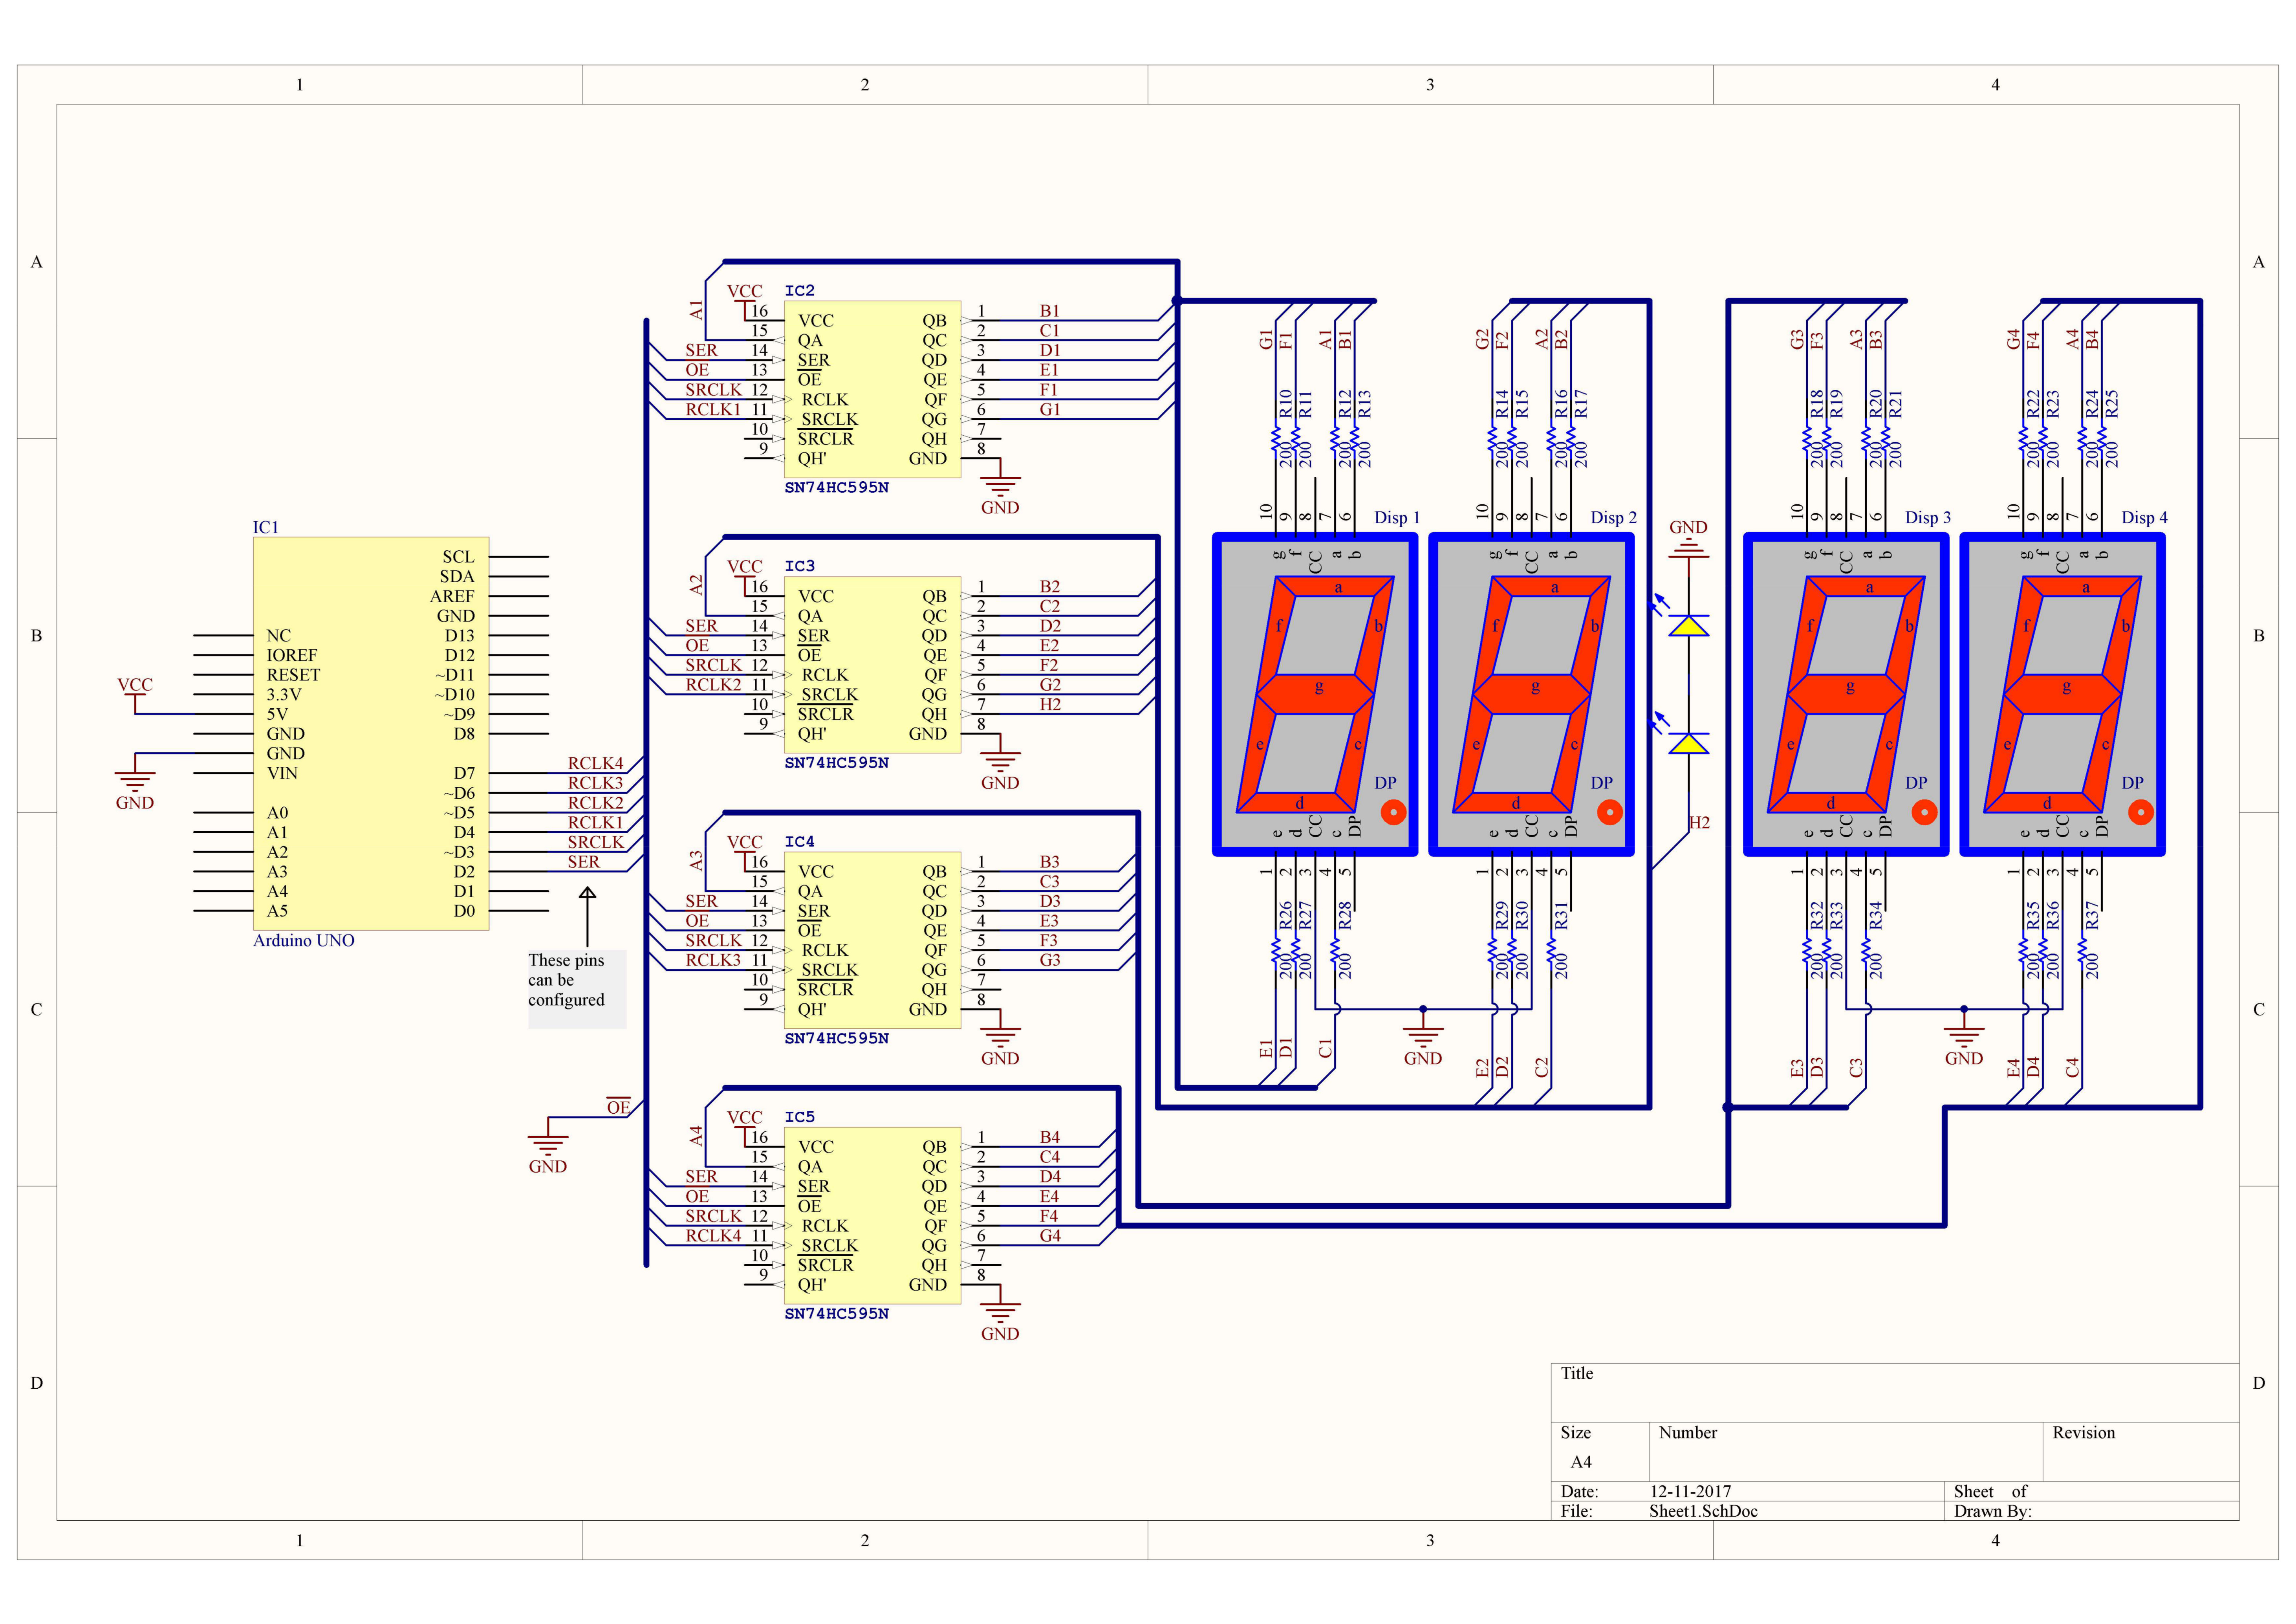 1 2 3 4
A A
B B
C C
D D
1 2 3 4
IC1
NC
IOREF
RESET
3.3V
5V
GND
GND
VIN
A0
A1
A2
A3
A4
A5
SCL
SDA
AREF
GND
D13
D12
~D11
~D10
~D9
D8
D7
~D6
~D5
D4
~D3
D2
D1
D0
Arduino UNO
VCC
GND
RCLK4
RCLK3
RCLK2
RCLK1
SRCLK
SER
These pins
can be
configured
OE
GND
A1
VCC IC2
16 VCC QB 1 B1
15 QA QC 2 C1
SER 14 SER QD 3 D1
OE 13 OE QE 4 E1
SRCLK 12 RCLK QF 5 F1
RCLK1 11 SRCLK QG 6 G1
10 SRCLR QH 7
9 QH' GND 8
SN74HC595N
GND
A2
VCC IC3
16 VCC QB 1 B2
15 QA QC 2 C2
SER 14 SER QD 3 D2
OE 13 OE QE 4 E2
SRCLK 12 RCLK QF 5 F2
RCLK2 11 SRCLK QG 6 G2
10 SRCLR QH 7 H2
9 QH' GND 8
SN74HC595N
GND
A3
VCC IC4
16 VCC QB 1 B3
15 QA QC 2 C3
SER 14 SER QD 3 D3
OE 13 OE QE 4 E3
SRCLK 12 RCLK QF 5 F3
RCLK3 11 SRCLK QG 6 G3
10 SRCLR QH 7
9 QH' GND 8
SN74HC595N
GND
A4
VCC IC5
16 VCC QB 1 B4
15 QA QC 2 C4
SER 14 SER QD 3 D4
OE 13 OE QE 4 E4
SRCLK 12 RCLK QF 5 F4
RCLK4 11 SRCLK QG 6 G4
10 SRCLR QH 7
9 QH' GND 8
SN74HC595N
GND
G1 F1 A1 B1
R10 R11 R12 R13
200 200 200 200
10 9 8 7 6
Disp 1
g f CC a b
a
f b
g
e c
d
DP
e d CC c DP
1 2 3 4 5
R26 R27 R28
200 200 200
E1 D1 C1
G2 F2 A2 B2
R14 R15 R16 R17
200 200 200 200
10 9 8 7 6
Disp 2
g f CC a b
a
f b
g
e c
d
DP
e d CC c DP
1 2 3 4 5
R29 R30 R31
200 200 200
E2 D2 C2
GND
GND
H2
G3 F3 A3 B3
R18 R19 R20 R21
200 200 200 200
10 9 8 7 6
Disp 3
g f CC a b
a
f b
g
e c
d
DP
e d CC c DP
1 2 3 4 5
R32 R33 R34
200 200 200
E3 D3 C3
G4 F4 A4 B4
R22 R23 R24 R25
200 200 200 200
10 9 8 7 6
Disp 4
g f CC a b
a
f b
g
e c
d
DP
e d CC c DP
1 2 3 4 5
R35 R36 R37
200 200 200
E4 D4 C4
GND
Title
Size Number Revision
A4
Date: 12-11-2017 Sheet of
File: Sheet1.SchDoc Drawn By: